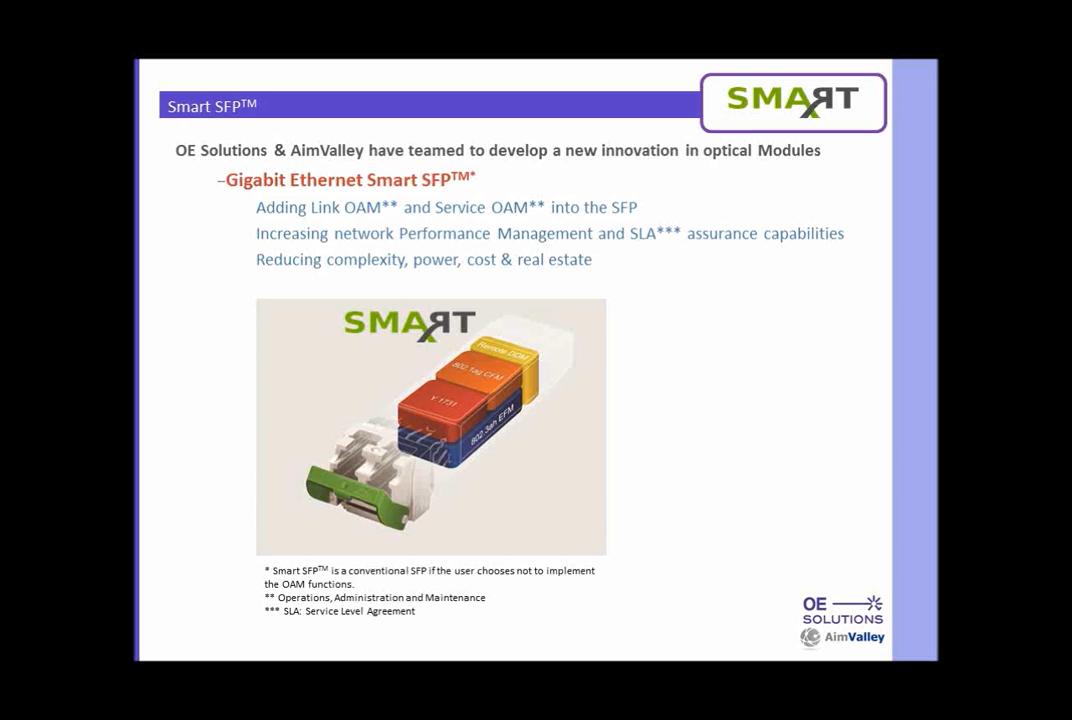 Smart SFP™
SMART
OE Solutions & AimValley have teamed to develop a new innovation in optical Modules
–Gigabit Ethernet Smart SFP™*
Adding Link OAM** and Service OAM** into the SFP
Increasing network Performance Management and SLA*** assurance capabilities
Reducing complexity, power, cost & real estate
SMART
Remote DDM
802.1ag CFM
Y 1731
802.3ah EFM
* Smart SFP™ is a conventional SFP if the user chooses not to implement
the OAM functions.
** Operations, Administration and Maintenance
*** SLA: Service Level Agreement
OE
SOLUTIONS
AimValley